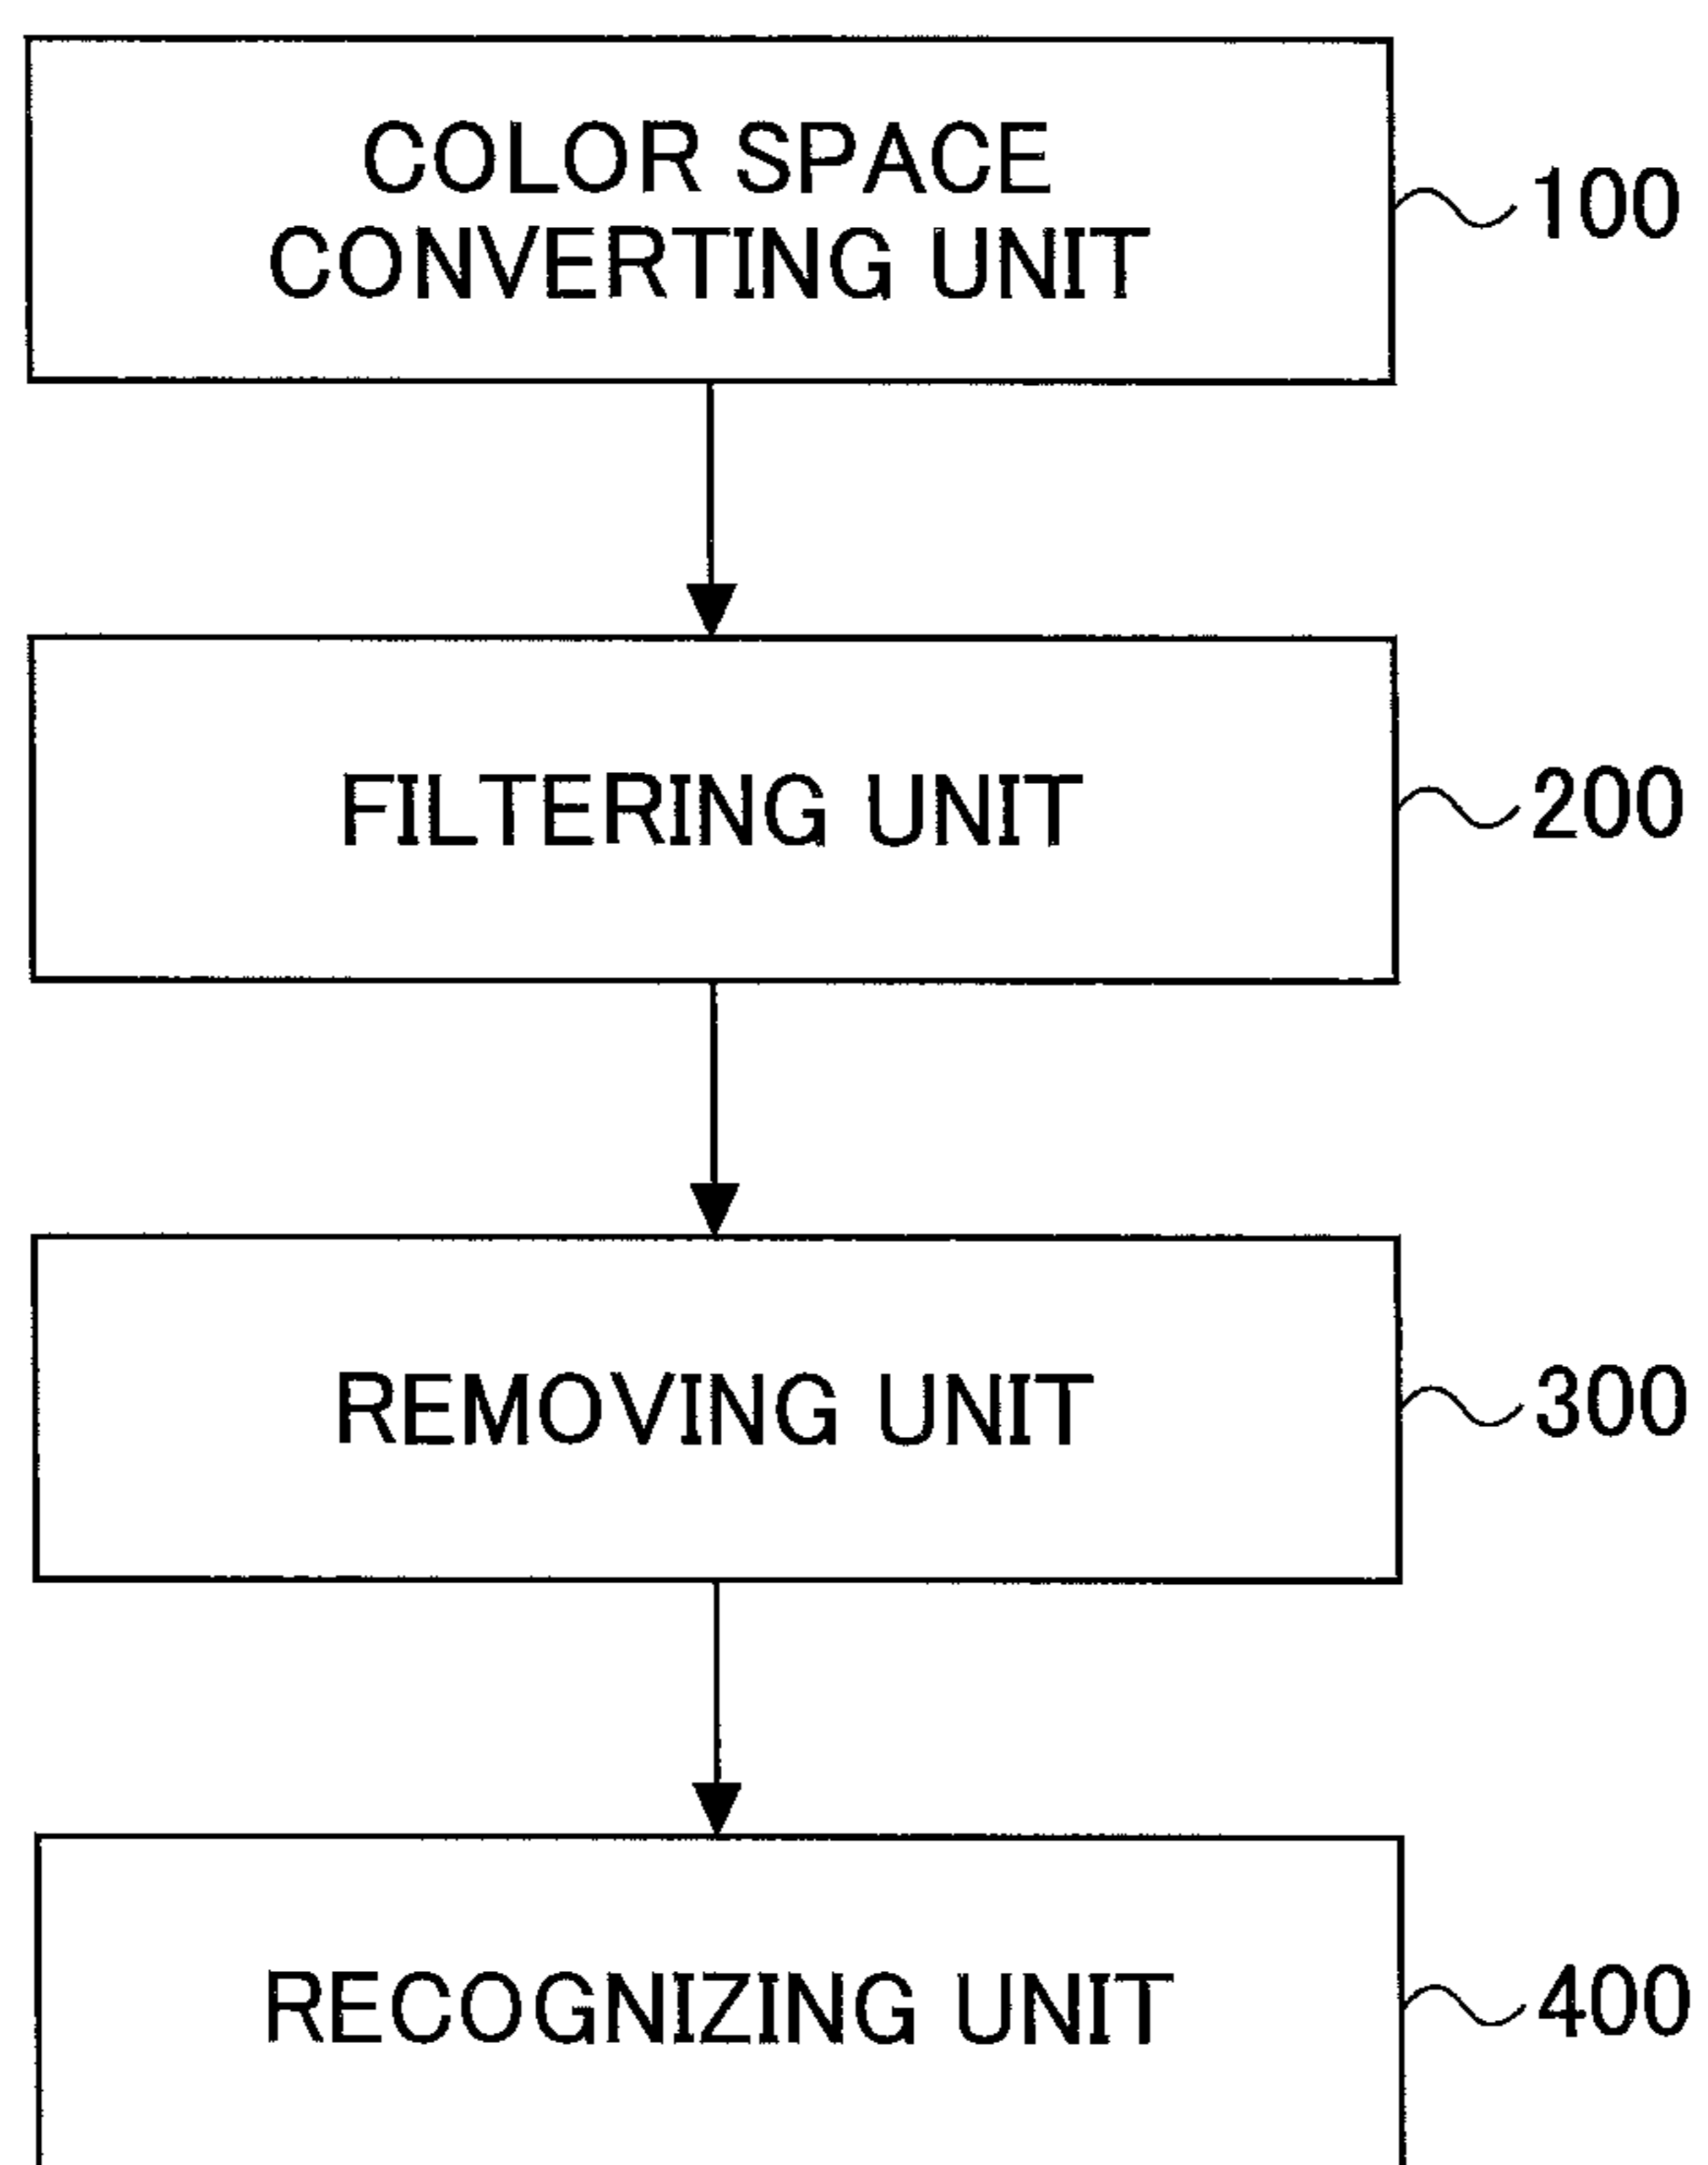 COLOR SPACE
CONVERTING UNIT
100
FILTERING UNIT
200
REMOVING UNIT
300
RECOGNIZING UNIT
400